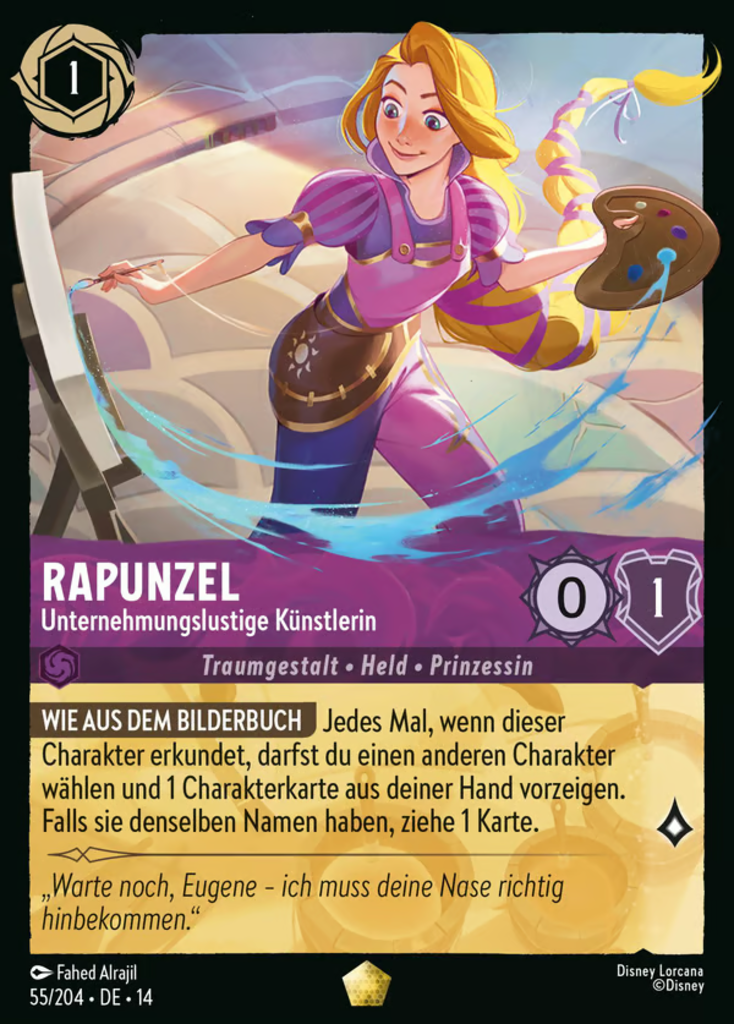 1
RAPUNZEL
Unternehmungslustige Künstlerin
0
1
Traumgestalt • Held • Prinzessin
WIE AUS DEM BILDERBUCH Jedes Mal, wenn dieser
Charakter erkundet, darfst du einen anderen Charakter
wählen und 1 Charakterkarte aus deiner Hand vorzeigen.
Falls sie denselben Namen haben, ziehe 1 Karte.
„Warte noch, Eugene – ich muss deine Nase richtig
hinbekommen.“
Fahed Alrajil
55/204 • DE • 14
Disney Lorcana
©Disney